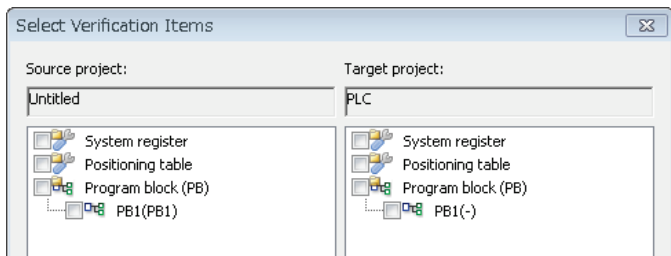 Select Verification Items
Source project:
Target project:
Untitled
PLC
System register
Positioning table
Program block (PB)
PB1(PB1)
System register
Positioning table
Program block (PB)
PB1(-)